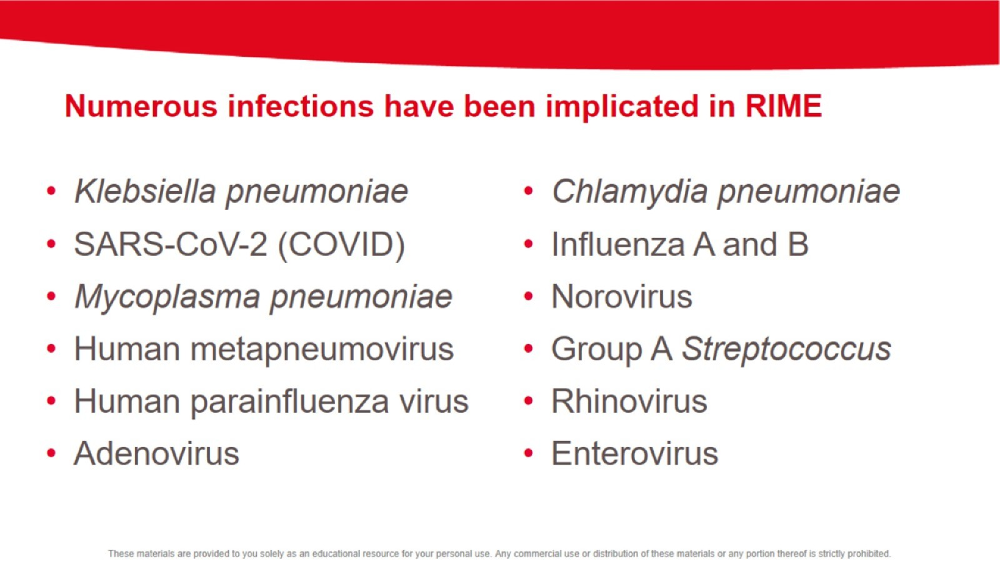 Numerous infections have been implicated in RIME
• Klebsiella pneumoniae
• SARS-CoV-2 (COVID)
• Mycoplasma pneumoniae
• Human metapneumovirus
• Human parainfluenza virus
• Adenovirus
• Chlamydia pneumoniae
• Influenza A and B
• Norovirus
• Group A Streptococcus
• Rhinovirus
• Enterovirus
These materials are provided to you solely as an educational resource for your personal use. Any commercial use or distribution of these materials or any portion thereof is strictly prohibited.